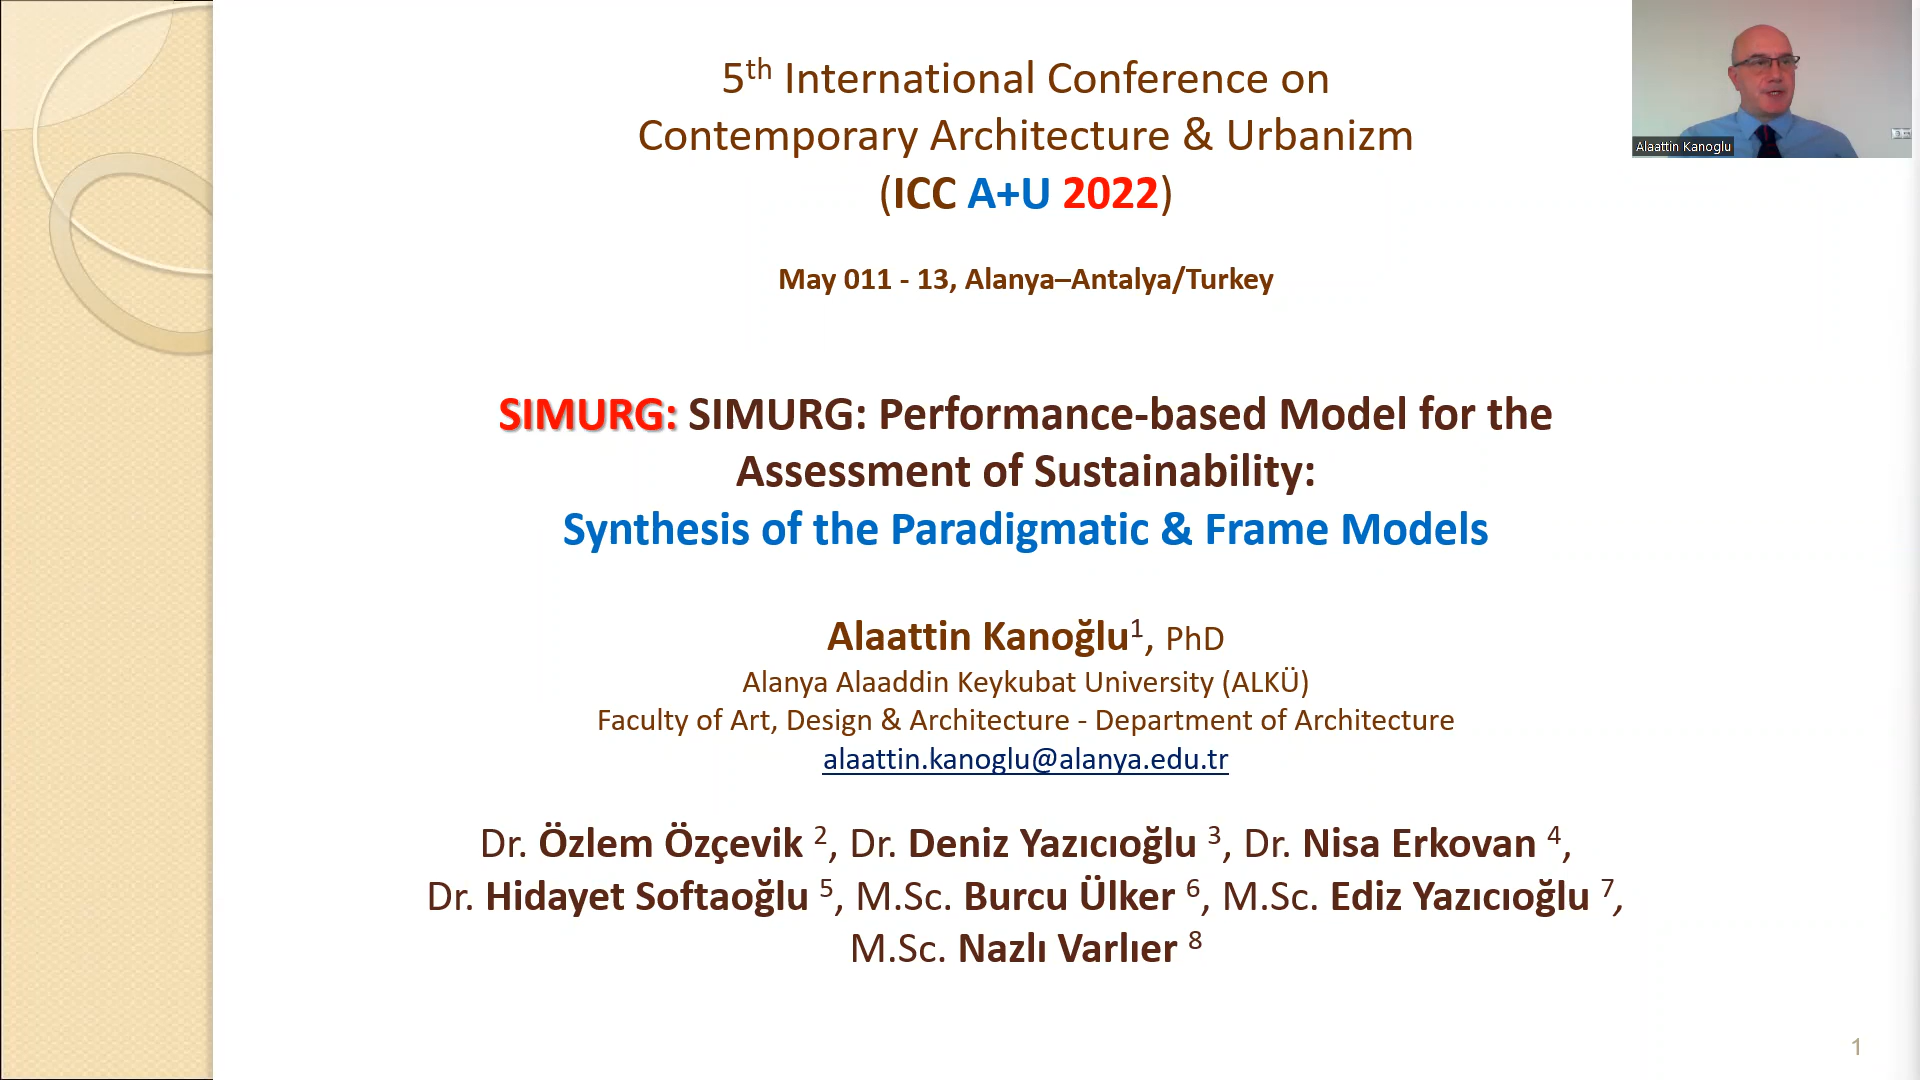 5th International Conference on
Contemporary Architecture & Urbanizm
(ICC A+U 2022)
May 011 - 13, Alanya–Antalya/Turkey
SIMURG: SIMURG: Performance-based Model for the
Assessment of Sustainability:
Synthesis of the Paradigmatic & Frame Models
Alaattin Kanoğlu1, PhD
Alanya Alaaddin Keykubat University (ALKÜ)
Faculty of Art, Design & Architecture - Department of Architecture
alaattin.kanoglu@alanya.edu.tr
Dr. Özlem Özçevik 2, Dr. Deniz Yazıcıoğlu 3, Dr. Nisa Erkovan 4,
Dr. Hidayet Softaoğlu 5, M.Sc. Burcu Ülker 6, M.Sc. Ediz Yazıcıoğlu 7,
M.Sc. Nazlı Varlıer 8
Alaattin Kanoglu
1